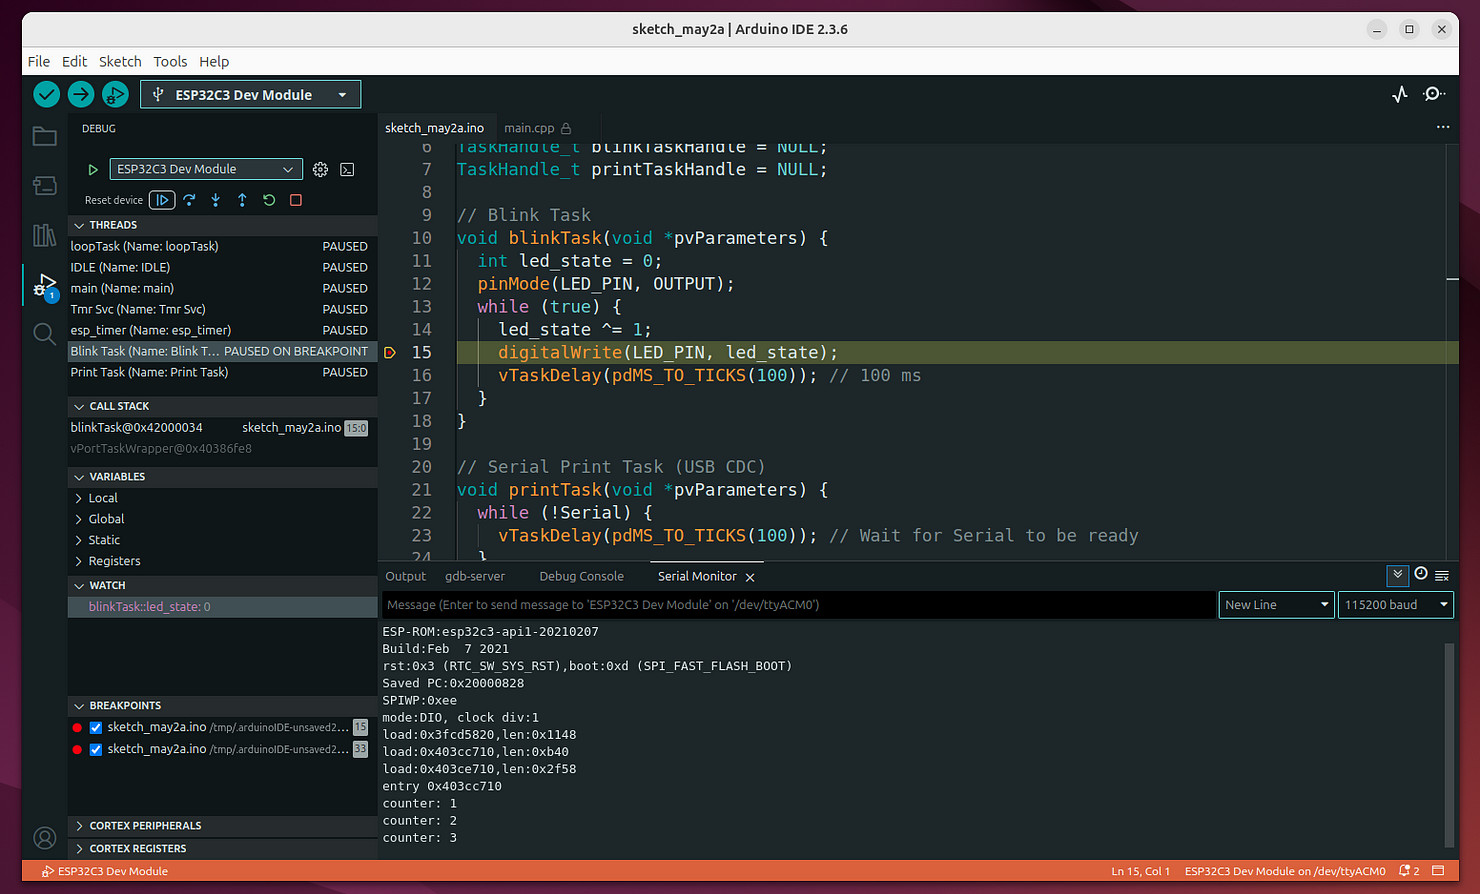 sketch_may2a | Arduino IDE 2.3.6
File Edit Sketch Tools Help
ESP32C3 Dev Module
DEBUG
ESP32C3 Dev Module
Reset device
THREADS
loopTask (Name: loopTask) PAUSED
IDLE (Name: IDLE) PAUSED
main (Name: main) PAUSED
Tmr Svc (Name: Tmr Svc) PAUSED
esp_timer (Name: esp_timer) PAUSED
Blink Task (Name: Blink T... PAUSED ON BREAKPOINT
Print Task (Name: Print Task) PAUSED
CALL STACK
blinkTask@0x42000034 sketch_may2a.ino 15:0
vPortTaskWrapper@0x40386fe8
VARIABLES
Local
Global
Static
Registers
WATCH
blinkTask::led_state: 0
BREAKPOINTS
sketch_may2a.ino /tmp/.arduinoIDE-unsaved2... 15
sketch_may2a.ino /tmp/.arduinoIDE-unsaved2... 33
CORTEX PERIPHERALS
CORTEX REGISTERS
1
sketch_may2a.ino main.cpp
6 TaskHandle_t blinkTaskHandle = NULL;
7 TaskHandle_t printTaskHandle = NULL;
8
9 // Blink Task
10 void blinkTask(void *pvParameters) {
11 int led_state = 0;
12 pinMode(LED_PIN, OUTPUT);
13 while (true) {
14 led_state ^= 1;
15 digitalWrite(LED_PIN, led_state);
16 vTaskDelay(pdMS_TO_TICKS(100)); // 100 ms
17 }
18 }
19
20 // Serial Print Task (USB CDC)
21 void printTask(void *pvParameters) {
22 while (!Serial) {
23 vTaskDelay(pdMS_TO_TICKS(100)); // Wait for Serial to be ready
24 }
Output gdb-server Debug Console Serial Monitor
Message (Enter to send message to 'ESP32C3 Dev Module' on '/dev/ttyACM0') New Line 115200 baud
ESP-ROM:esp32c3-api1-20210207
Build:Feb  7 2021
rst:0x3 (RTC_SW_SYS_RST),boot:0xd (SPI_FAST_FLASH_BOOT)
Saved PC:0x20000828
SPIWP:0xee
mode:DIO, clock div:1
load:0x3fcd5820,len:0x1148
load:0x403cc710,len:0xb40
load:0x403ce710,len:0x2f58
entry 0x403cc710
counter: 1
counter: 2
counter: 3
ESP32C3 Dev Module Ln 15, Col 1 ESP32C3 Dev Module on /dev/ttyACM0 2